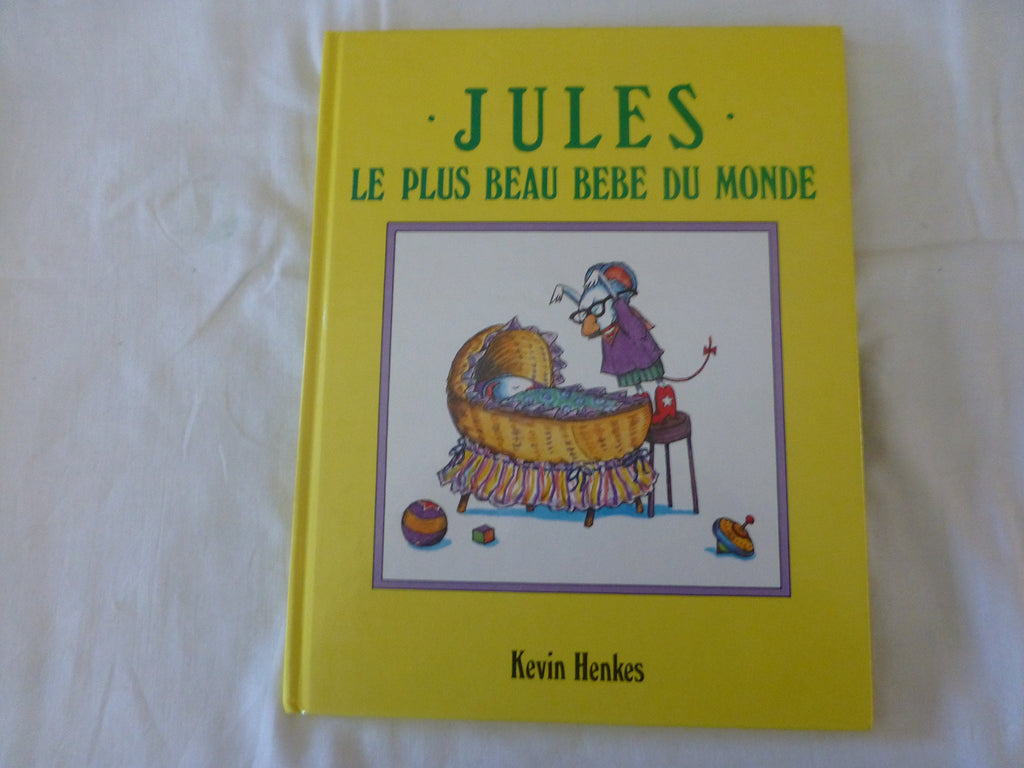 · JULES ·
LE PLUS BEAU BEBE DU MONDE
Kevin Henkes